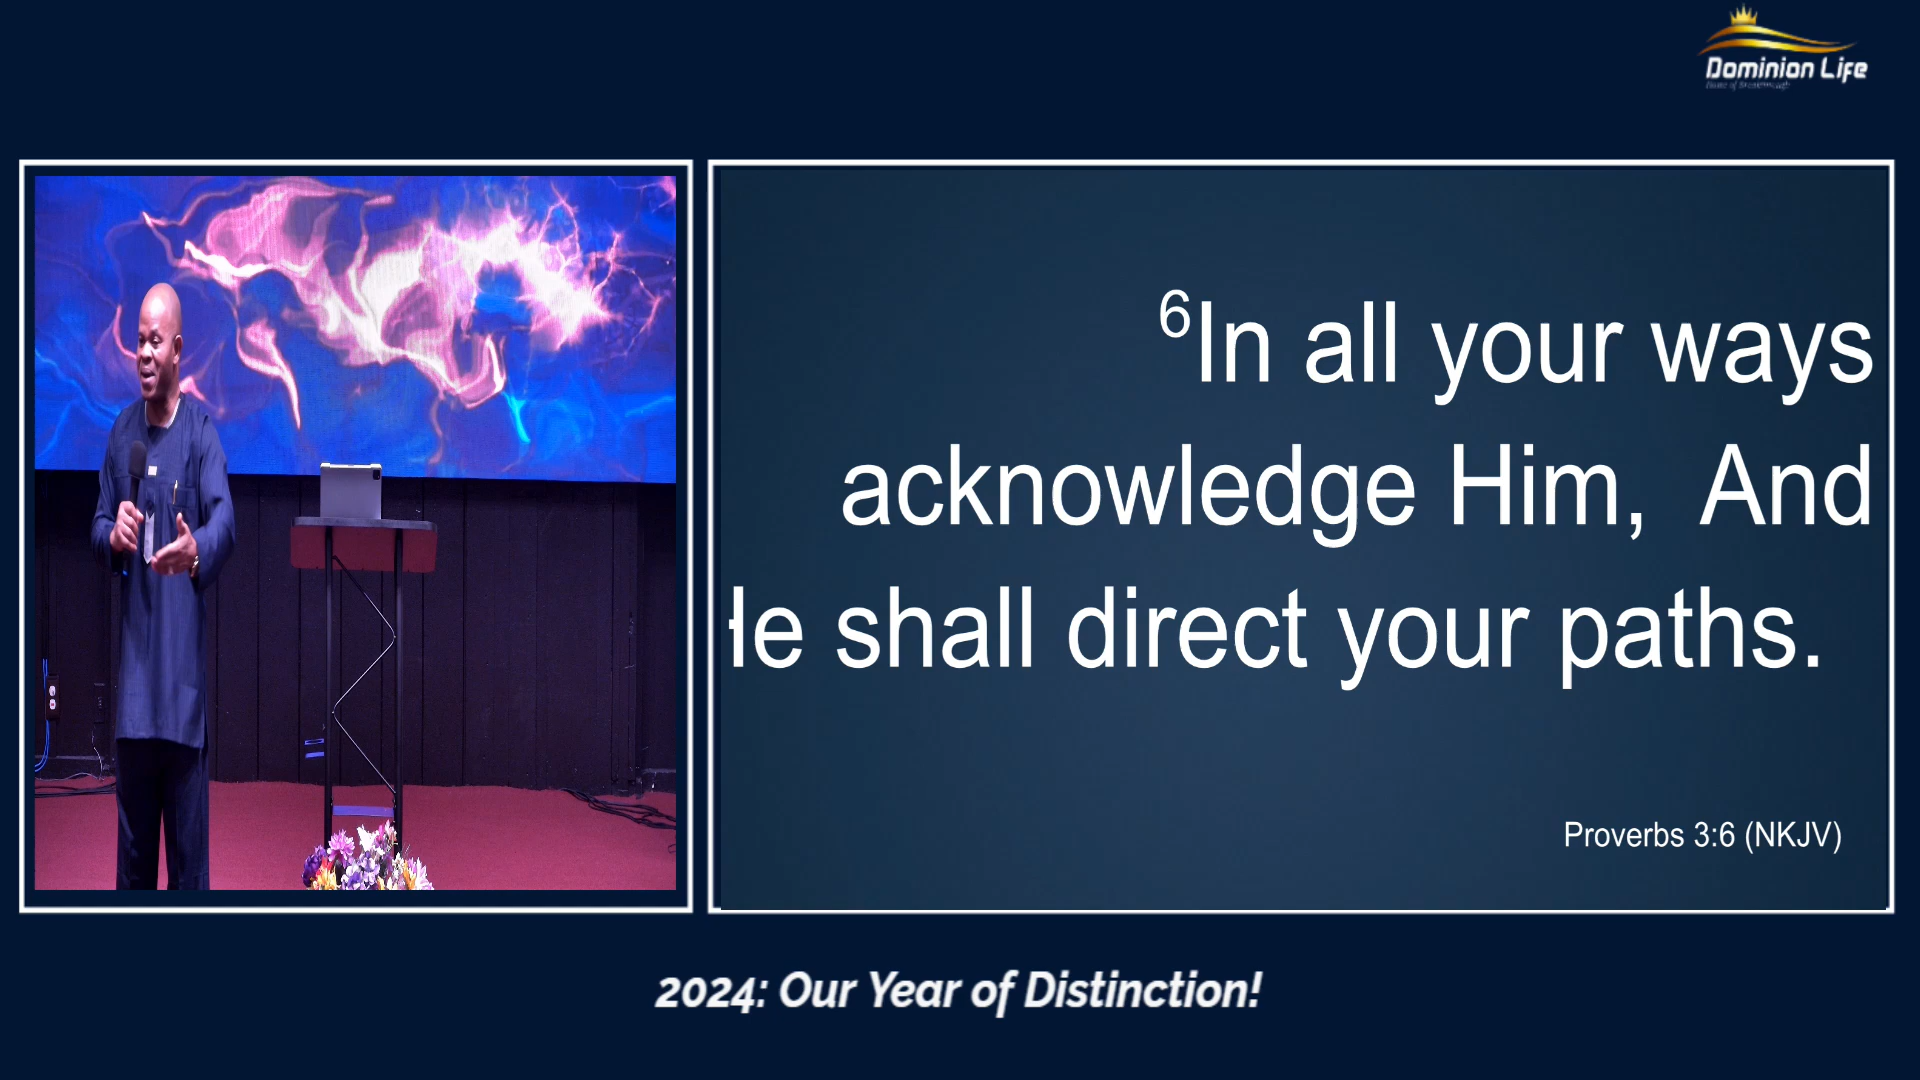 Dominion Life
⁶In all your ways
acknowledge Him, And
He shall direct your paths.
Proverbs 3:6 (NKJV)
2024: Our Year of Distinction!